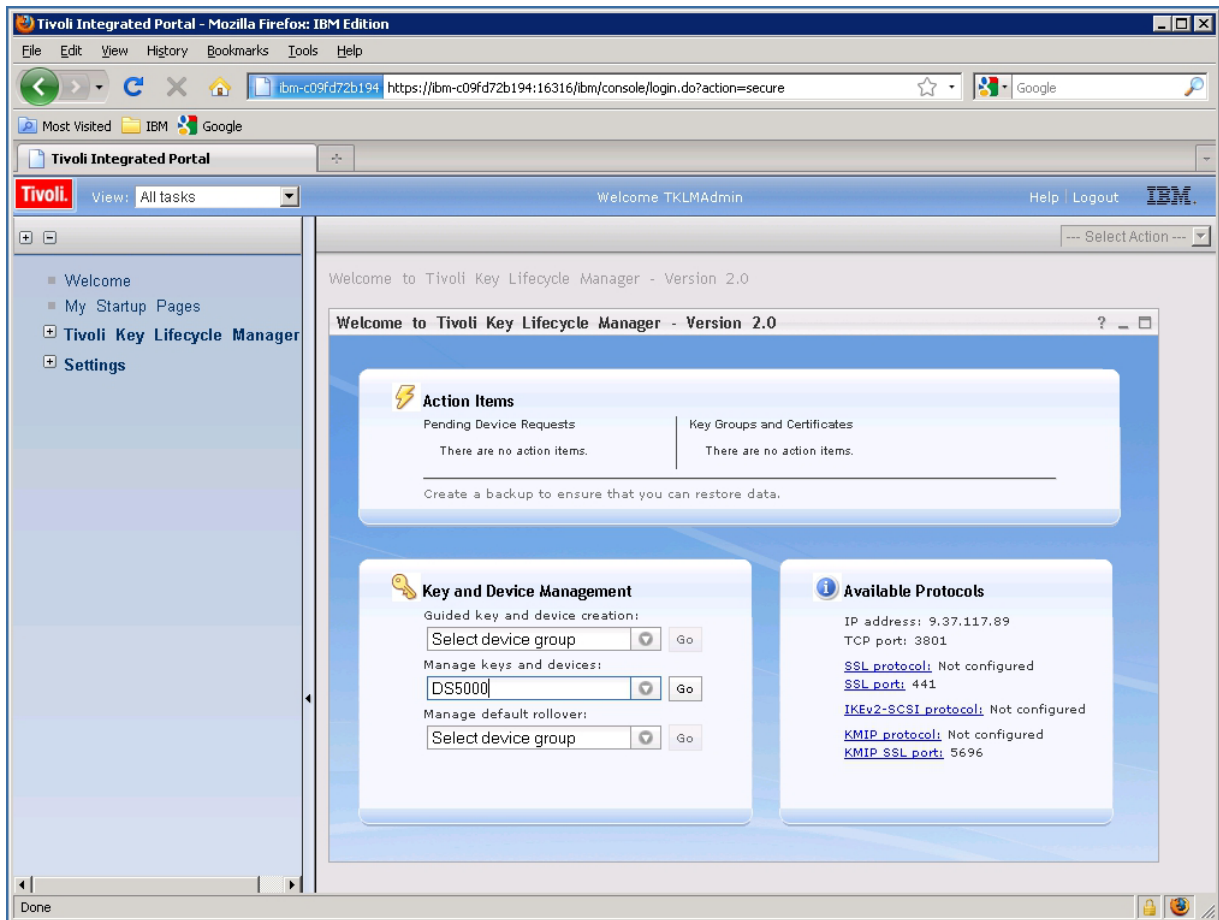 Tivoli Integrated Portal - Mozilla Firefox: IBM Edition
File Edit View History Bookmarks Tools Help
ibm-c09fd72b194 https://ibm-c09fd72b194:16316/ibm/console/login.do?action=secure Google
Most Visited IBM Google
Tivoli Integrated Portal
Tivoli. View: All tasks Welcome TKLMAdmin Help Logout IBM.
--- Select Action ---
Welcome
My Startup Pages
Tivoli Key Lifecycle Manager
Settings
Welcome to Tivoli Key Lifecycle Manager - Version 2.0
Welcome to Tivoli Key Lifecycle Manager - Version 2.0 ?
Action Items
Pending Device Requests
There are no action items.
Key Groups and Certificates
There are no action items.
Create a backup to ensure that you can restore data.
Key and Device Management
Guided key and device creation:
Select device group Go
Manage keys and devices:
DS5000 Go
Manage default rollover:
Select device group Go
Available Protocols
IP address: 9.37.117.89
TCP port: 3801
SSL protocol: Not configured
SSL port: 441
IKEv2-SCSI protocol: Not configured
KMIP protocol: Not configured
KMIP SSL port: 5696
Done